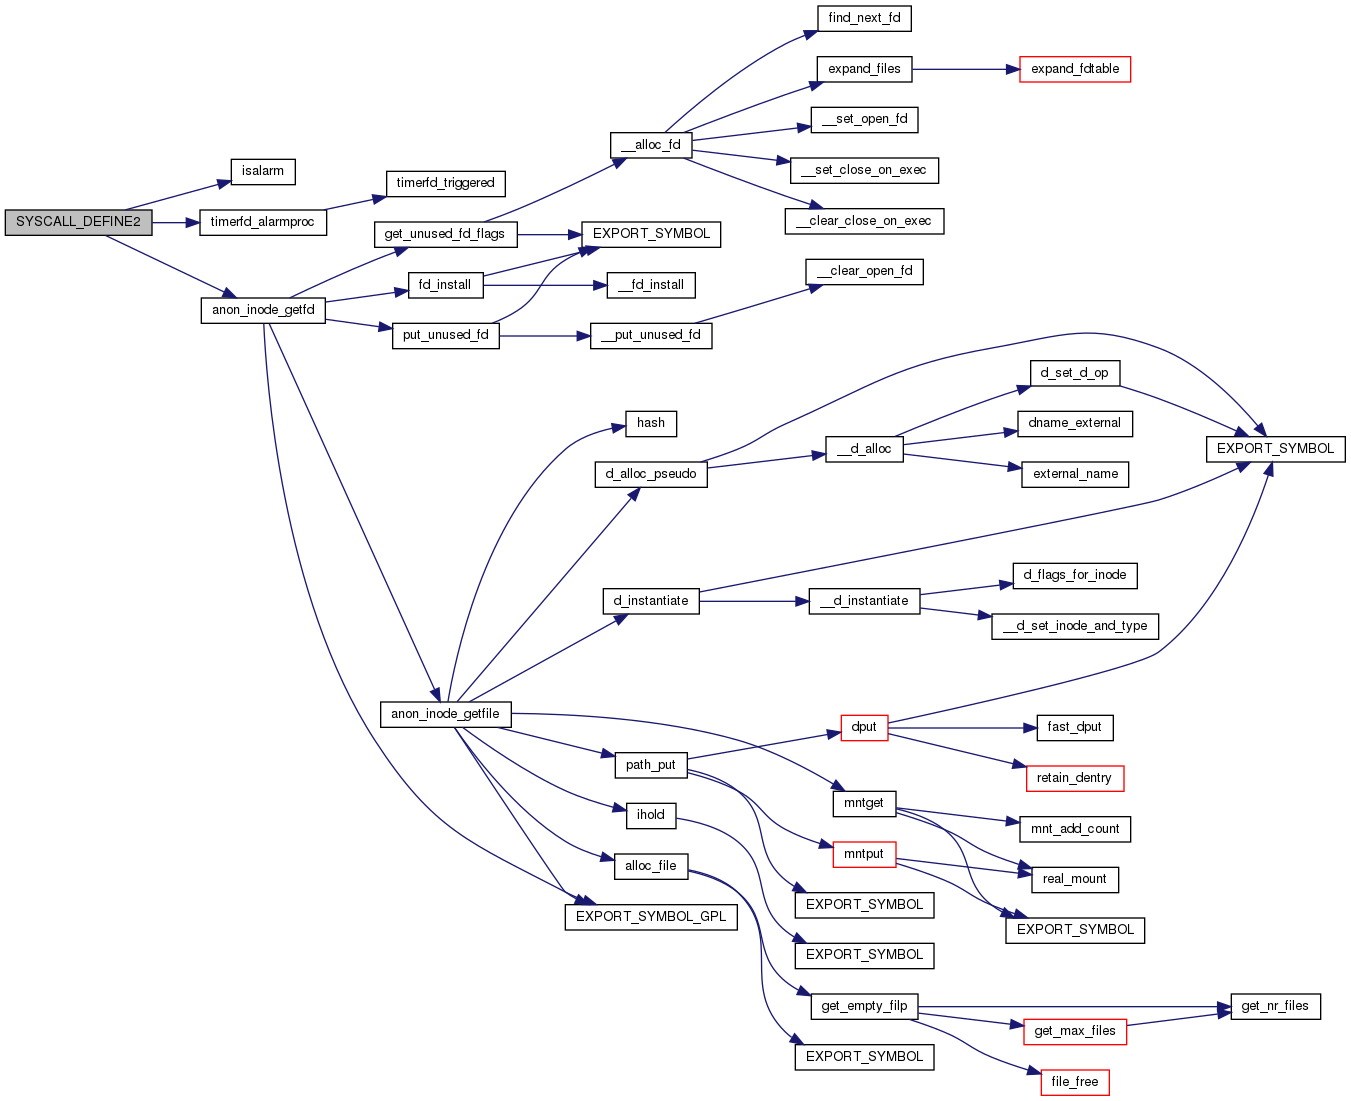 find_next_fd
expand_files
expand_fdtable
__set_open_fd
__alloc_fd
__set_close_on_exec
isalarm
timerfd_triggered
SYSCALL_DEFINE2
timerfd_alarmproc
__clear_close_on_exec
get_unused_fd_flags
EXPORT_SYMBOL
__clear_open_fd
fd_install
__fd_install
anon_inode_getfd
put_unused_fd
__put_unused_fd
d_set_d_op
hash
dname_external
__d_alloc
EXPORT_SYMBOL
d_alloc_pseudo
external_name
d_flags_for_inode
d_instantiate
__d_instantiate
__d_set_inode_and_type
anon_inode_getfile
dput
fast_dput
path_put
retain_dentry
mntget
ihold
mnt_add_count
mntput
alloc_file
real_mount
EXPORT_SYMBOL
EXPORT_SYMBOL_GPL
EXPORT_SYMBOL
EXPORT_SYMBOL
get_empty_filp
get_nr_files
get_max_files
EXPORT_SYMBOL
file_free